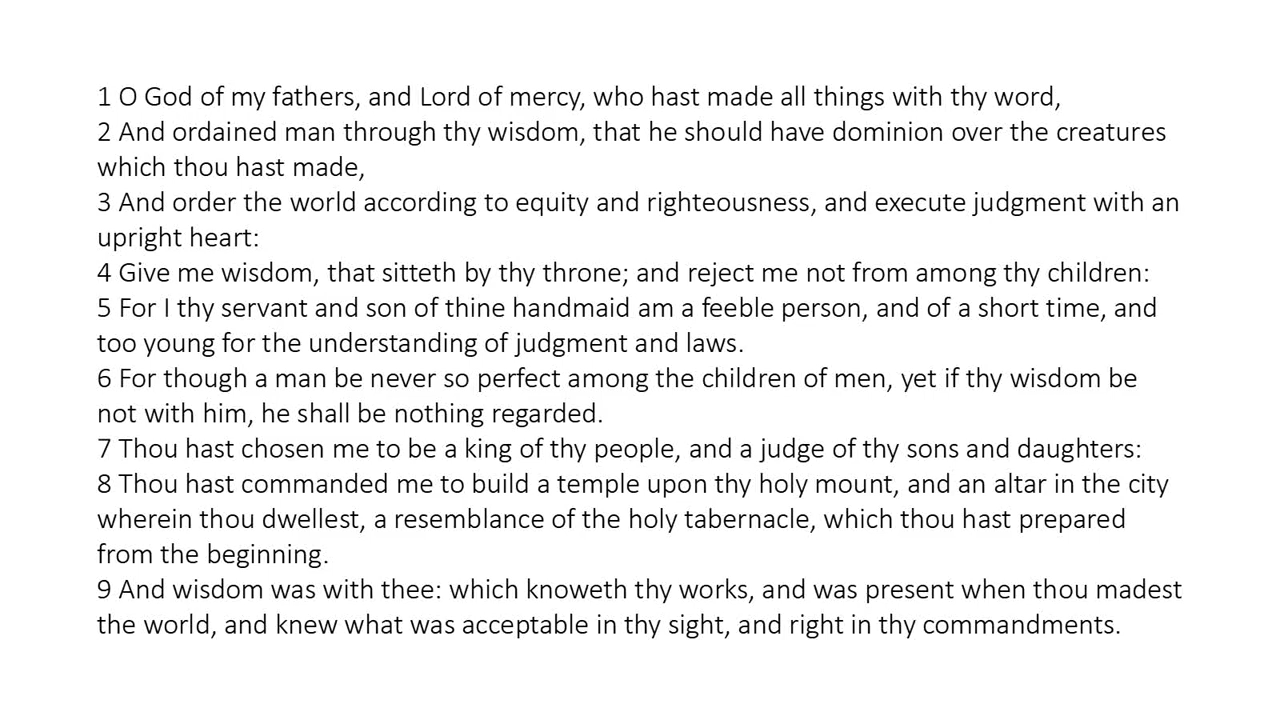 1 O God of my fathers, and Lord of mercy, who hast made all things with thy word,
2 And ordained man through thy wisdom, that he should have dominion over the creatures
which thou hast made,
3 And order the world according to equity and righteousness, and execute judgment with an
upright heart:
4 Give me wisdom, that sitteth by thy throne; and reject me not from among thy children:
5 For I thy servant and son of thine handmaid am a feeble person, and of a short time, and
too young for the understanding of judgment and laws.
6 For though a man be never so perfect among the children of men, yet if thy wisdom be
not with him, he shall be nothing regarded.
7 Thou hast chosen me to be a king of thy people, and a judge of thy sons and daughters:
8 Thou hast commanded me to build a temple upon thy holy mount, and an altar in the city
wherein thou dwellest, a resemblance of the holy tabernacle, which thou hast prepared
from the beginning.
9 And wisdom was with thee: which knoweth thy works, and was present when thou madest
the world, and knew what was acceptable in thy sight, and right in thy commandments.